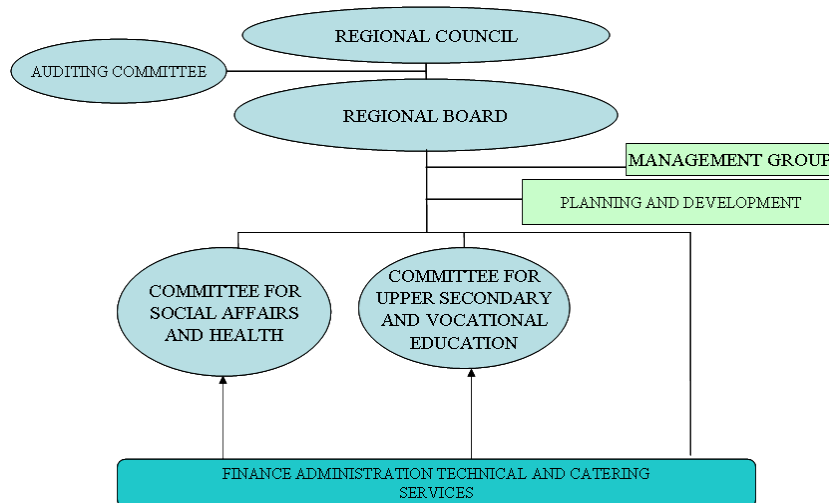 REGIONAL COUNCIL
AUDITING COMMITTEE
REGIONAL BOARD
MANAGEMENT GROUP
PLANNING AND DEVELOPMENT
COMMITTEE FOR
SOCIAL AFFAIRS
AND HEALTH
COMMITTEE FOR
UPPER SECONDARY
AND VOCATIONAL
EDUCATION
FINANCE ADMINISTRATION TECHNICAL AND CATERING
SERVICES